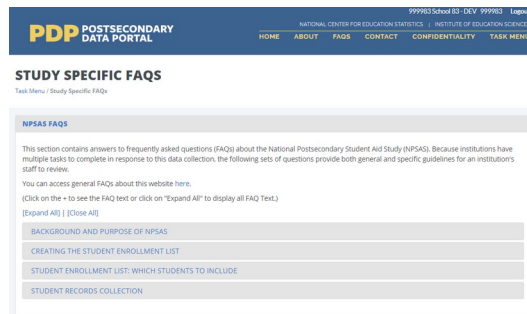 999983 School 83 - DEV 999983 Logout
NATIONAL CENTER FOR EDUCATION STATISTICS | INSTITUTE OF EDUCATION SCIENCES
PDP POSTSECONDARY
DATA PORTAL
HOME ABOUT FAQS CONTACT CONFIDENTIALITY TASK MENU
STUDY SPECIFIC FAQS
Task Menu / Study Specific FAQs
NPSAS FAQS
This section contains answers to frequently asked questions (FAQs) about the National Postsecondary Student Aid Study (NPSAS). Because institutions have
multiple tasks to complete in response to this data collection, the following sets of questions provide both general and specific guidelines for an institution's
staff to review.
You can access general FAQs about this website here.
(Click on the + to see the FAQ text or click on "Expand All" to display all FAQ Text.)
[Expand All] | [Close All]
BACKGROUND AND PURPOSE OF NPSAS
CREATING THE STUDENT ENROLLMENT LIST
STUDENT ENROLLMENT LIST: WHICH STUDENTS TO INCLUDE
STUDENT RECORDS COLLECTION